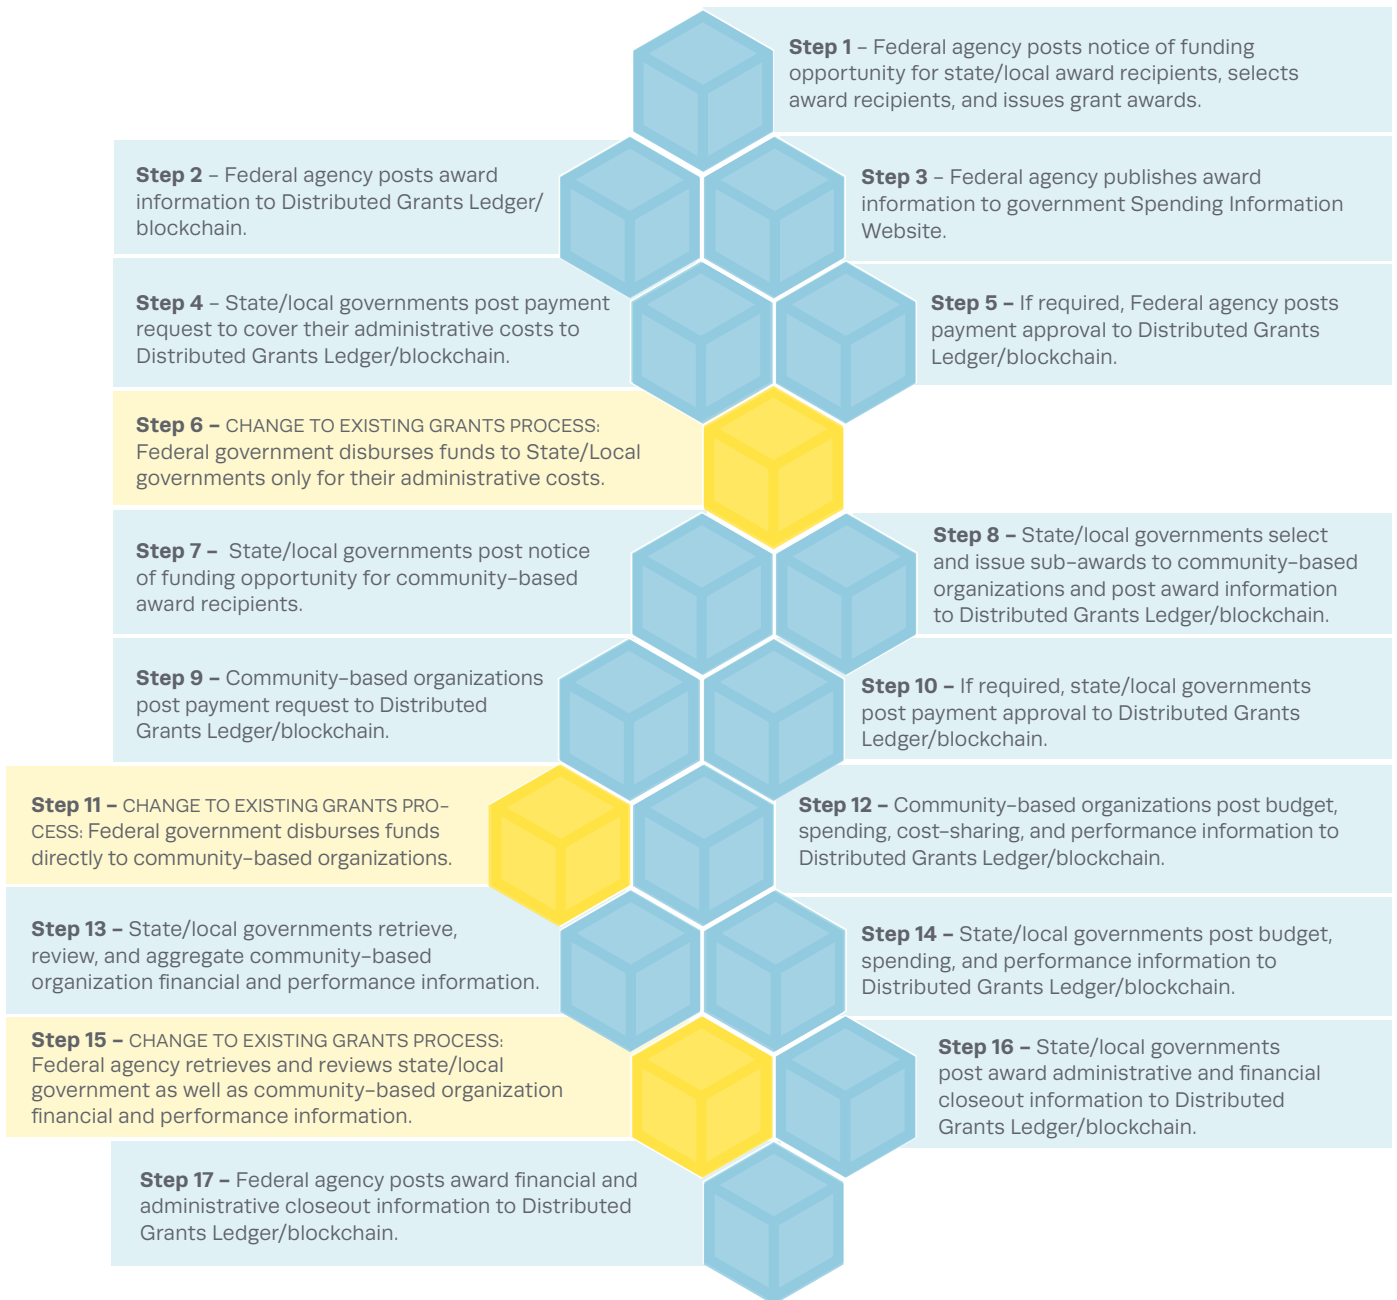 Step 1 – Federal agency posts notice of funding
opportunity for state/local award recipients, selects
award recipients, and issues grant awards.
Step 2 – Federal agency posts award
information to Distributed Grants Ledger/
blockchain.
Step 3 – Federal agency publishes award
information to government Spending Information
Website.
Step 4 – State/local governments post payment
request to cover their administrative costs to
Distributed Grants Ledger/blockchain.
Step 5 – If required, Federal agency posts
payment approval to Distributed Grants
Ledger/blockchain.
Step 6 – CHANGE TO EXISTING GRANTS PROCESS:
Federal government disburses funds to State/Local
governments only for their administrative costs.
Step 7 – State/local governments post notice
of funding opportunity for community-based
award recipients.
Step 8 – State/local governments select
and issue sub-awards to community-based
organizations and post award information
to Distributed Grants Ledger/blockchain.
Step 9 – Community-based organizations
post payment request to Distributed
Grants Ledger/blockchain.
Step 10 – If required, state/local governments
post payment approval to Distributed Grants
Ledger/blockchain.
Step 11 – CHANGE TO EXISTING GRANTS PRO-
CESS: Federal government disburses funds
directly to community-based organizations.
Step 12 – Community-based organizations post budget,
spending, cost-sharing, and performance information to
Distributed Grants Ledger/blockchain.
Step 13 – State/local governments retrieve,
review, and aggregate community-based
organization financial and performance information.
Step 14 – State/local governments post budget,
spending, and performance information to
Distributed Grants Ledger/blockchain.
Step 15 – CHANGE TO EXISTING GRANTS PROCESS:
Federal agency retrieves and reviews state/local
government as well as community-based organization
financial and performance information.
Step 16 – State/local governments
post award administrative and financial
closeout information to Distributed
Grants Ledger/blockchain.
Step 17 – Federal agency posts award financial and
administrative closeout information to Distributed
Grants Ledger/blockchain.